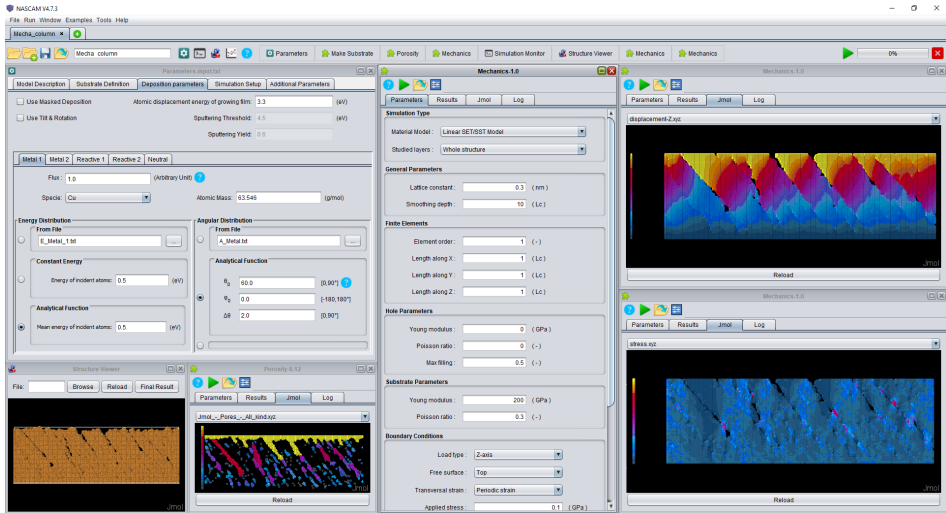 NASCAM V4.7.3
File Run Window Examples Tools Help
Mecha_column
Mecha_column
Parameters
Make Substrate
Porosity
Mechanics
Simulation Monitor
Structure Viewer
Mechanics
Mechanics
0%
Parameters.input.txt
Model Description
Substrate Definition
Deposition parameters
Simulation Setup
Additional Parameters
Use Masked Deposition
Atomic displacement energy of growing film: 3.3 (eV)
Use Tilt & Rotation
Sputtering Threshold: 4.5 (eV)
Sputtering Yield: 0.8
Metal 1
Metal 2
Reactive 1
Reactive 2
Neutral
Flux: 1.0 (Arbitrary Unit)
Specie: Cu
Atomic Mass: 63.546 (g/mol)
Energy Distribution
From File
E_Metal_1.txt ...
Constant Energy
Energy of incident atoms: 0.5 (eV)
Analytical Function
Mean energy of incident atoms: 0.5 (eV)
Angular Distribution
From File
A_Metal.txt ...
Analytical Function
θ0 60.0 [0,90°]
φ0 0.0 [-180,180°]
Δθ 2.0 [0,90°]
Structure Viewer
File:
Browse
Reload
Final Result
Jmol
Porosity 0.12
Parameters
Results
Jmol
Log
Jmol_-_Pores_-_All_kind.xyz
Jmol
Reload
Mechanics-1.0
Parameters
Results
Jmol
Log
Simulation Type
Material Model : Linear SET/SST Model
Studied layers : Whole structure
General Parameters
Lattice constant : 0.3 ( nm )
Smoothing depth : 10 ( Lc )
Finite Elements
Element order : 1 ( - )
Length along X : 1 ( Lc )
Length along Y : 1 ( Lc )
Length along Z : 1 ( Lc )
Hole Parameters
Young modulus : 0 ( GPa )
Poisson ratio : 0 ( - )
Max filling : 0.5 ( - )
Substrate Parameters
Young modulus : 200 ( GPa )
Poisson ratio : 0.3 ( - )
Boundary Conditions
Load type : Z-axis
Free surface : Top
Transversal strain : Periodic strain
Applied stress : 0.1 ( GPa )
Mechanics-1.0
Parameters
Results
Jmol
Log
displacement-Z.xyz
Jmol
Reload
Mechanics-1.0
Parameters
Results
Jmol
Log
stress.xyz
Jmol
Reload